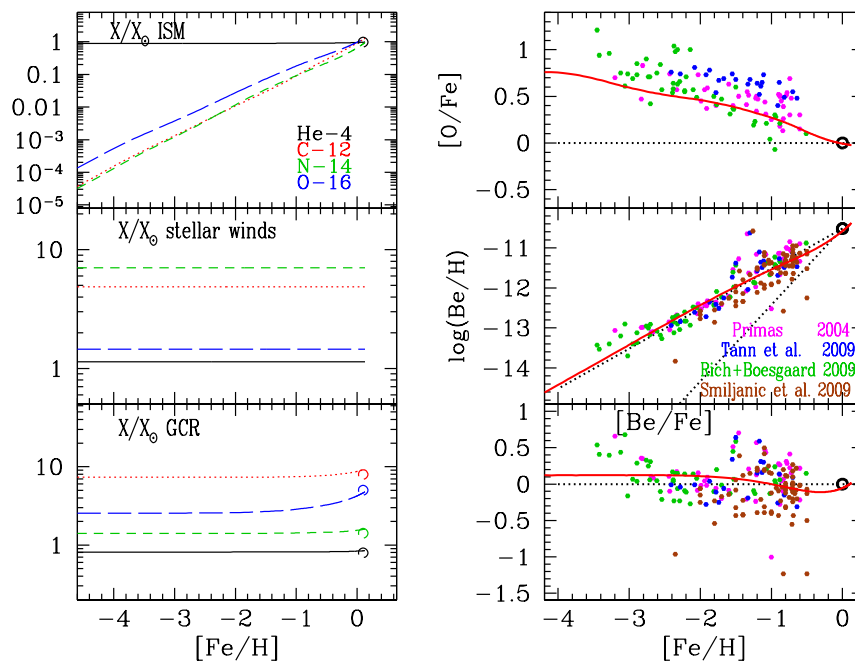 X/X⊙ ISM
1
0.1
0.01
10−3
10−4
10−5
He−4
C−12
N−14
O−16
X/X⊙ stellar winds
10
1
X/X⊙ GCR
10
1
−4 −3 −2 −1 0
[Fe/H]
[O/Fe]
1
0.5
0
−0.5
log(Be/H)
−11
−12
−13
−14
Primas 2004
Tann et al. 2009
Rich+Boesgaard 2009
Smiljanic et al. 2009
[Be/Fe]
1
0.5
0
−0.5
−1
−1.5
−4 −3 −2 −1 0
[Fe/H]